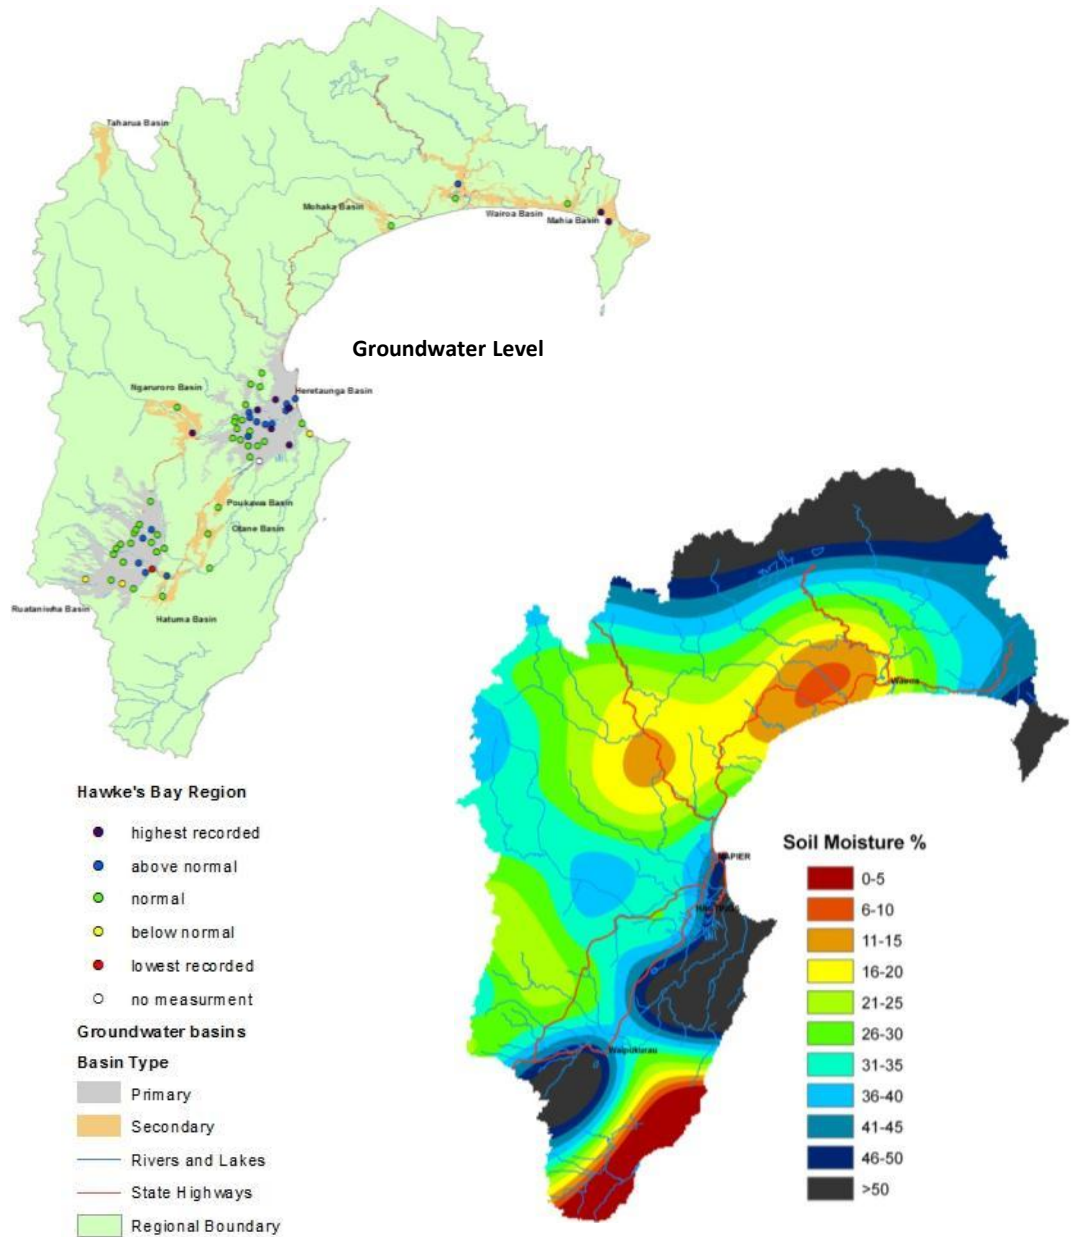 Taharua Basin
Mohaka Basin
Wairoa Basin
Mahia Basin
Groundwater Level
Ngaruroro Basin
Heretaunga Basin
Poukawa Basin
Otane Basin
Ruataniwha Basin
Hatuma Basin
Hawke's Bay Region
highest recorded
above normal
normal
below normal
lowest recorded
no measurment
Groundwater basins
Basin Type
Primary
Secondary
Rivers and Lakes
State Highways
Regional Boundary
Wairoa
NAPIER
HASTINGS
Waipukurau
Soil Moisture %
0-5
6-10
11-15
16-20
21-25
26-30
31-35
36-40
41-45
46-50
>50